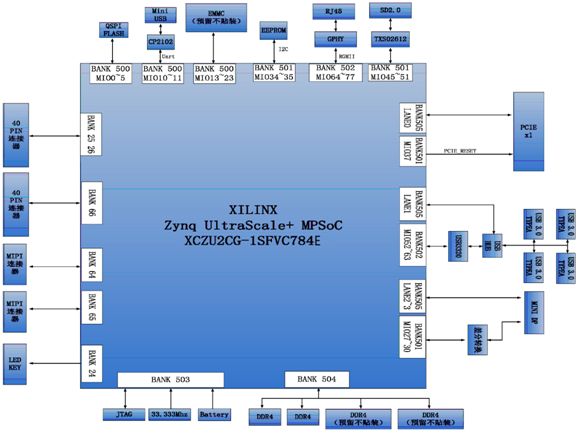 QSPI
FLASH
Mini
USB
CP2102
Uart
EMMC
(预留不贴装)
EEPROM
I2C
RJ45
GPHY
RGMII
SD2.0
TXS02612
BANK 500
MIO0~5
BANK 500
MIO10~11
BANK 500
MIO13~23
BANK 501
MIO34~35
BANK 502
MIO64~77
BANK 501
MIO45~51
40
PIN
连接
器
BANK 25 26
40
PIN
连接
器
BANK 66
MIPI
连接
器
BANK 64
MIPI
连接
器
BANK 65
LED
KEY
BANK 24
XILINX
Zynq UltraScale+ MPSoC
XCZU2CG-1SFVC784E
BANK505
LANE0
BANK501
MIO37
PCIE_RESET
PCIE
x1
BANK505
LANE1
BANK502
MIO52~63
USB3320
USB
HUB
USB 3.0
TYPEA
USB 3.0
TYPEA
USB 3.0
TYPEA
USB 3.0
TYPEA
BANK505
LANE2~3
BANK501
MIO27~30
差分转换
MINI DP
BANK 503
BANK 504
JTAG
33.333Mhz
Battery
DDR4
DDR4
DDR4
(预留不贴装)
DDR4
(预留不贴装)